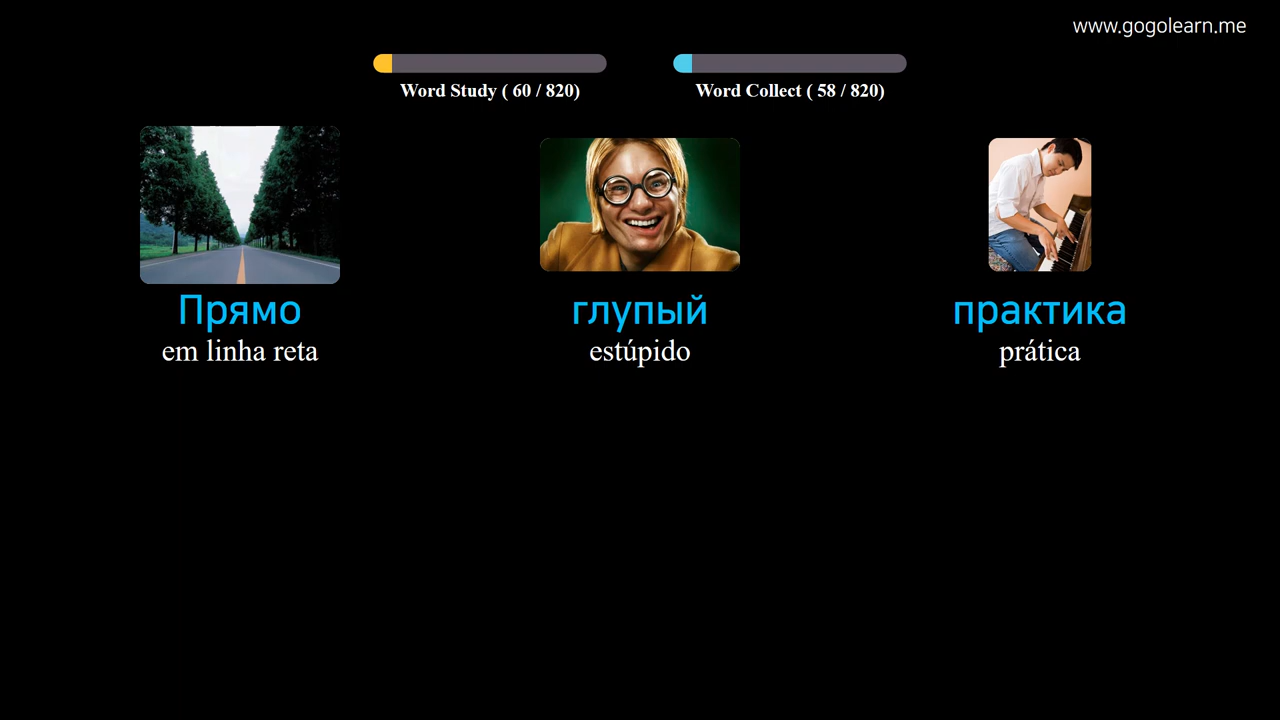 www.gogolearn.me
Word Study ( 60 / 820)
Word Collect ( 58 / 820)
Прямо
em linha reta
глупый
estúpido
практика
prática